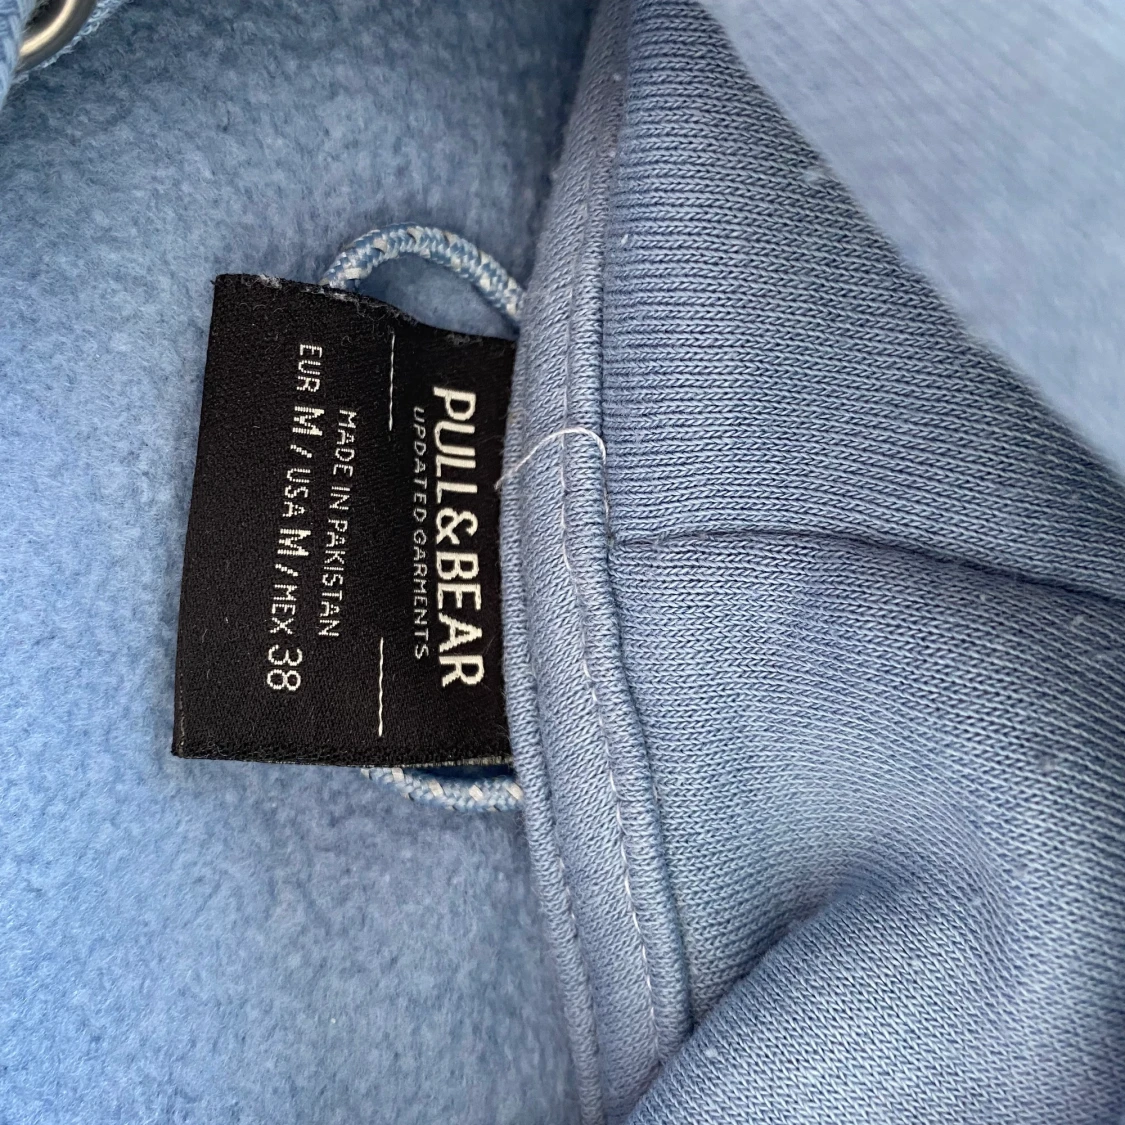 PULL&BEAR
UPDATED GARMENTS
MADE IN PAKISTAN
EUR M / USA M / MEX 38